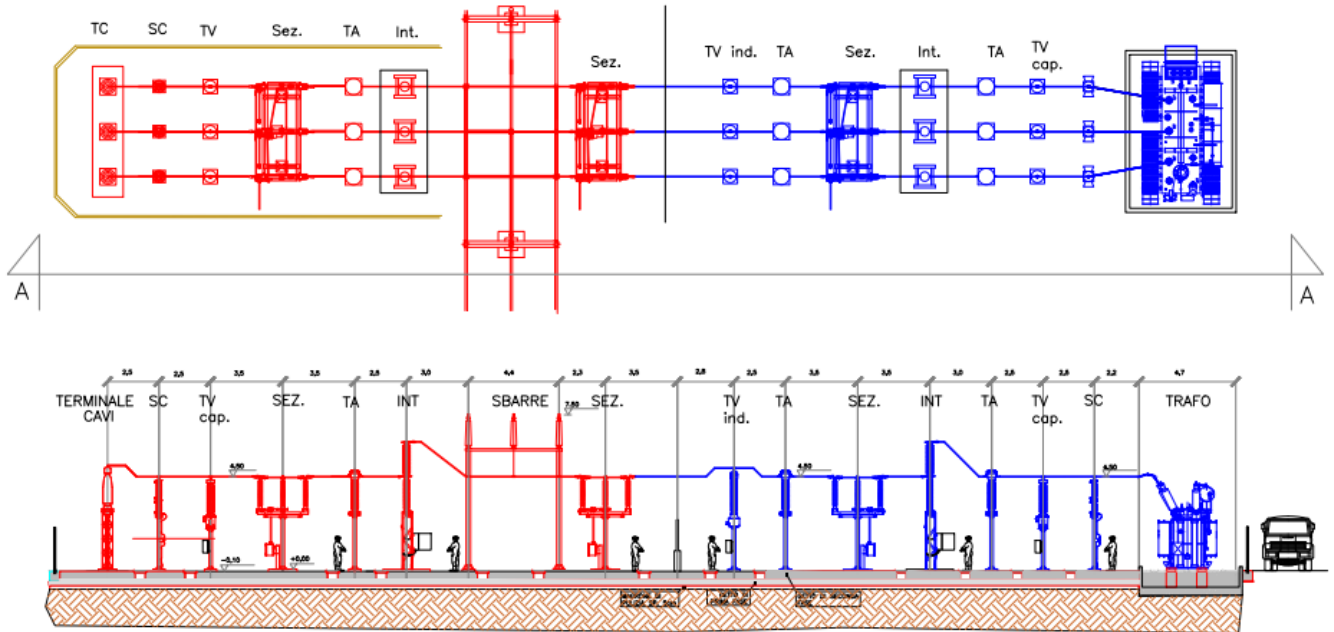 TC SC TV Sez. TA Int.
Sez.
TV ind. TA Sez. Int. TA TV
cap.
A A
2,5 2,5 3,5 3,5 2,5 3,0 4,4 2,3 3,5 2,5 2,5 3,5 3,5 3,0 2,5 2,5 2,2 4,7
TERMINALE SC TV SEZ. TA INT SBARRE SEZ. TV TA SEZ. INT TA TV SC TRAFO
CAVI cap. ind. cap.
7.50
4,50 4,50 4,50
-0,10 +0,00